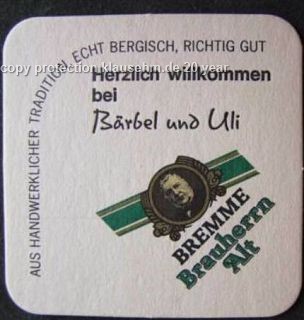 AUS HANDWERKLICHER TRADITION, ECHT BERGISCH, RICHTIG GUT
copy protection klausehm.de 20 year
Herzlich willkommen
bei
Bärbel und Uli
BREMME
Brauherrn
Alt